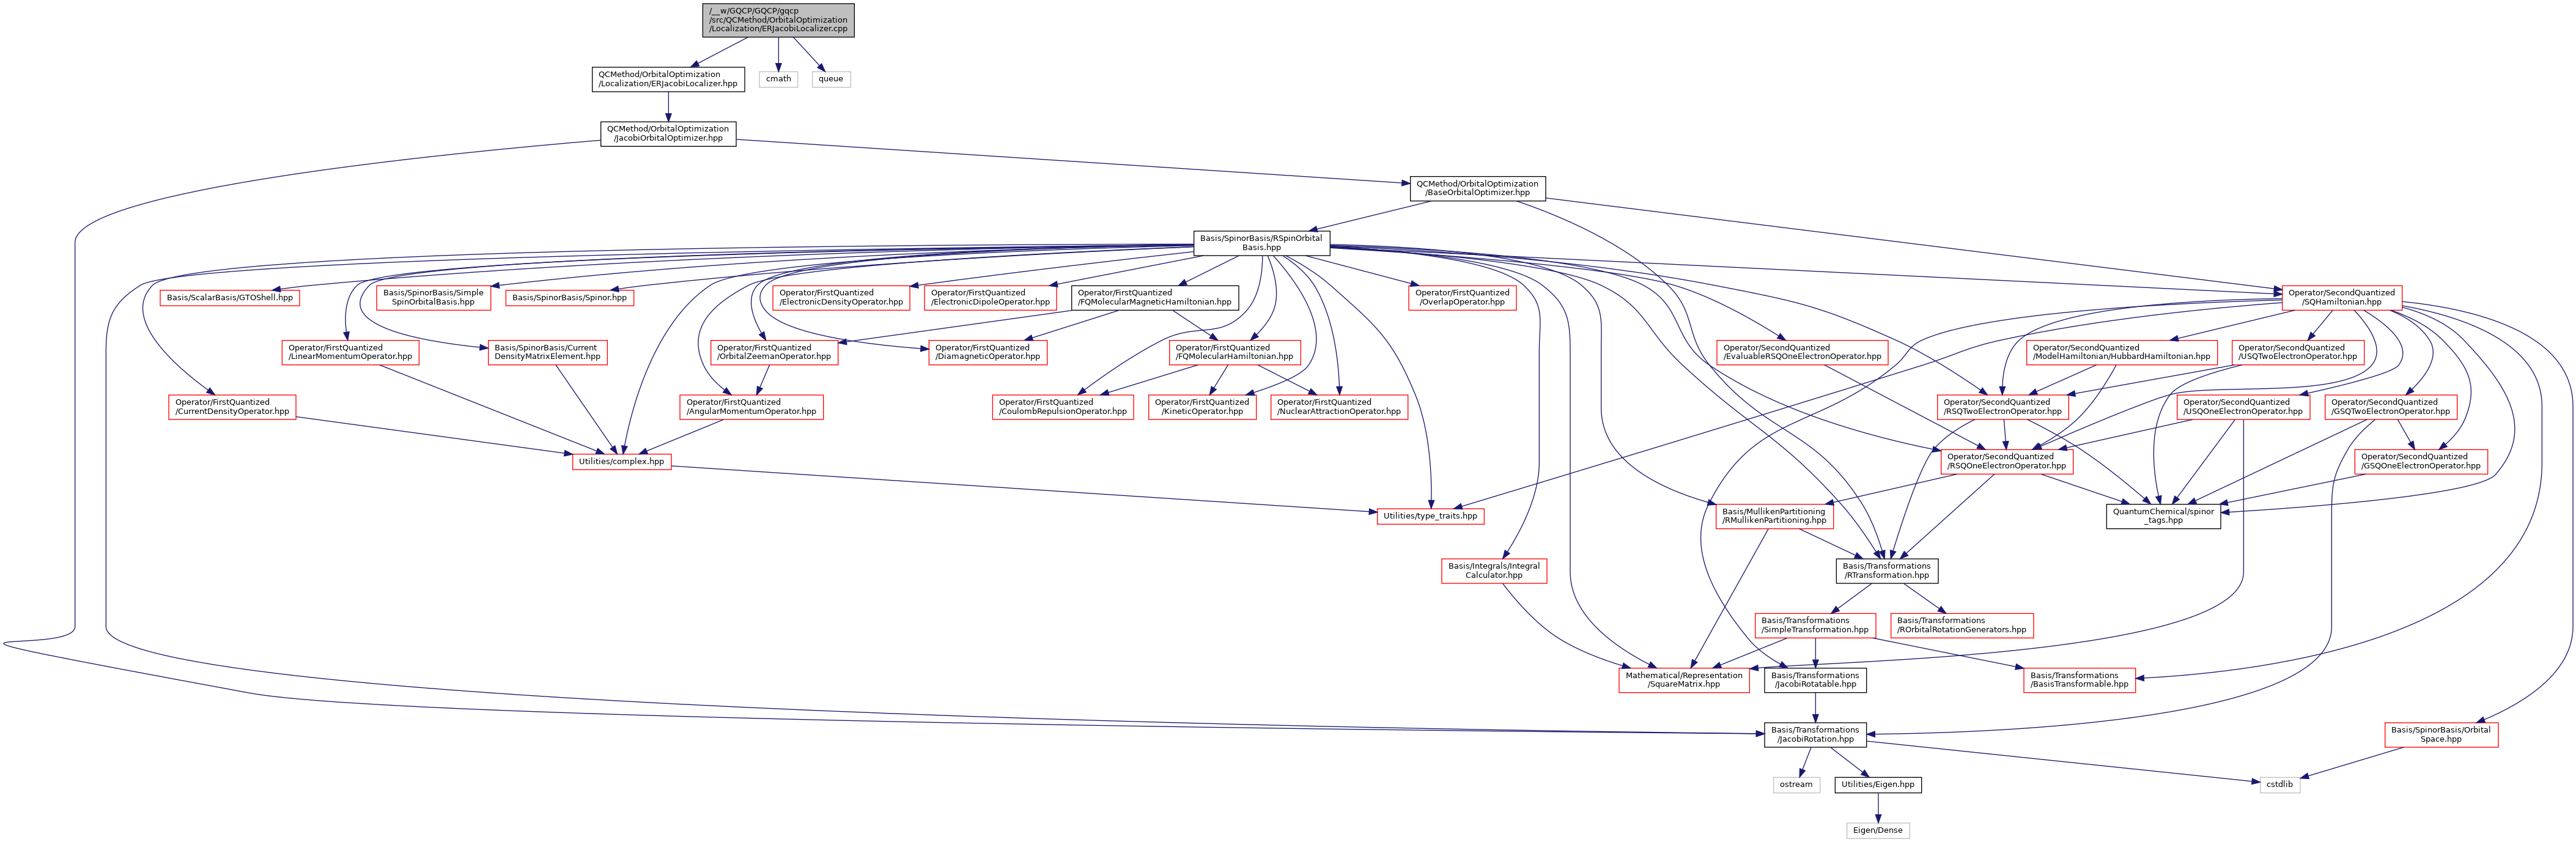 /__w/GQCP/GQCP/gqcp
/src/QCMethod/OrbitalOptimization
/Localization/ERJacobiLocalizer.cpp
QCMethod/OrbitalOptimization
/Localization/ERJacobiLocalizer.hpp
cmath
queue
QCMethod/OrbitalOptimization
/JacobiOrbitalOptimizer.hpp
QCMethod/OrbitalOptimization
/BaseOrbitalOptimizer.hpp
Basis/SpinorBasis/RSpinOrbital
Basis.hpp
Basis/ScalarBasis/GTOShell.hpp
Basis/SpinorBasis/Simple
SpinOrbitalBasis.hpp
Basis/SpinorBasis/Spinor.hpp
Operator/FirstQuantized
/ElectronicDensityOperator.hpp
Operator/FirstQuantized
/ElectronicDipoleOperator.hpp
Operator/FirstQuantized
/FQMolecularMagneticHamiltonian.hpp
Operator/FirstQuantized
/OverlapOperator.hpp
Operator/SecondQuantized
/SQHamiltonian.hpp
Operator/FirstQuantized
/LinearMomentumOperator.hpp
Basis/SpinorBasis/Current
DensityMatrixElement.hpp
Operator/FirstQuantized
/OrbitalZeemanOperator.hpp
Operator/FirstQuantized
/DiamagneticOperator.hpp
Operator/FirstQuantized
/FQMolecularHamiltonian.hpp
Operator/SecondQuantized
/EvaluableRSQOneElectronOperator.hpp
Operator/SecondQuantized
/ModelHamiltonian/HubbardHamiltonian.hpp
Operator/SecondQuantized
/USQTwoElectronOperator.hpp
Operator/FirstQuantized
/CurrentDensityOperator.hpp
Operator/FirstQuantized
/AngularMomentumOperator.hpp
Operator/FirstQuantized
/CoulombRepulsionOperator.hpp
Operator/FirstQuantized
/KineticOperator.hpp
Operator/FirstQuantized
/NuclearAttractionOperator.hpp
Operator/SecondQuantized
/RSQTwoElectronOperator.hpp
Operator/SecondQuantized
/USQOneElectronOperator.hpp
Operator/SecondQuantized
/GSQTwoElectronOperator.hpp
Utilities/complex.hpp
Operator/SecondQuantized
/RSQOneElectronOperator.hpp
Operator/SecondQuantized
/GSQOneElectronOperator.hpp
Utilities/type_traits.hpp
Basis/MullikenPartitioning
/RMullikenPartitioning.hpp
QuantumChemical/spinor
_tags.hpp
Basis/Integrals/Integral
Calculator.hpp
Basis/Transformations
/RTransformation.hpp
Basis/Transformations
/SimpleTransformation.hpp
Basis/Transformations
/ROrbitalRotationGenerators.hpp
Mathematical/Representation
/SquareMatrix.hpp
Basis/Transformations
/JacobiRotatable.hpp
Basis/Transformations
/BasisTransformable.hpp
Basis/Transformations
/JacobiRotation.hpp
Basis/SpinorBasis/Orbital
Space.hpp
ostream
Utilities/Eigen.hpp
cstdlib
Eigen/Dense